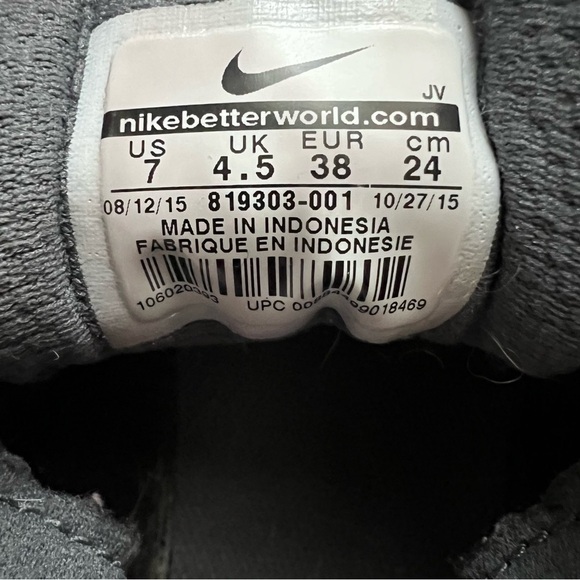 JV
nikebetterworld.com
US UK EUR cm
7 4.5 38 24
08/12/15 819303-001 10/27/15
MADE IN INDONESIA
FABRIQUE EN INDONESIE
UPC